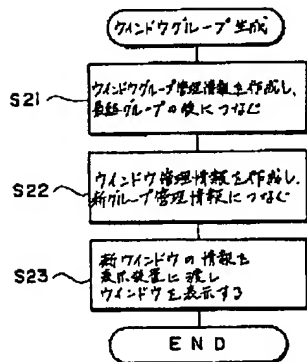 ウインドウグループ生成
S21
ウインドウグループ管理情報を作成し、
最終グループの後につなぐ
S22
ウインドウ管理情報を作成し、
新グループ管理情報につなぐ
S23
新ウインドウの情報を
表示装置に渡し
ウインドウを表示する
END